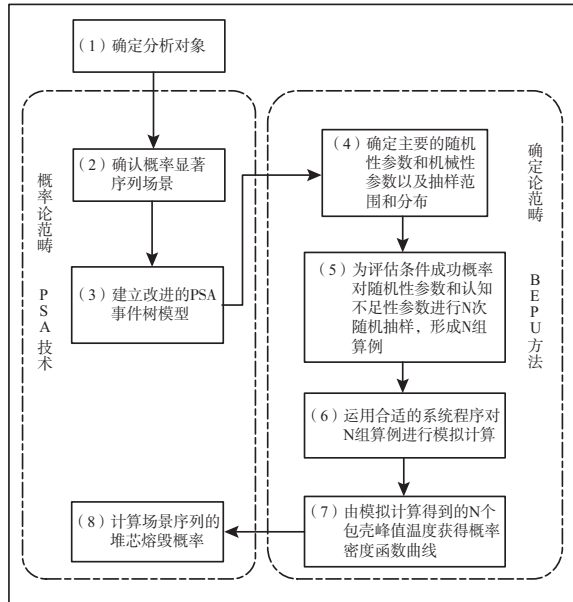 （1）确定分析对象
（2）确认概率显著
序列场景
（3）建立改进的PSA
事件树模型
概率论范畴
PSA技术
（4）确定主要的随机
性参数和机械性
参数以及抽样范
围和分布
（5）为评估条件成功概率
对随机性参数和认知
不足性参数进行N次
随机抽样，形成N组
算例
（6）运用合适的系统程序对
N组算例进行模拟计算
（7）由模拟计算得到的N个
包壳峰值温度获得概率
密度函数曲线
确定论范畴
BEPU方法
（8）计算场景序列的
堆芯熔毁概率